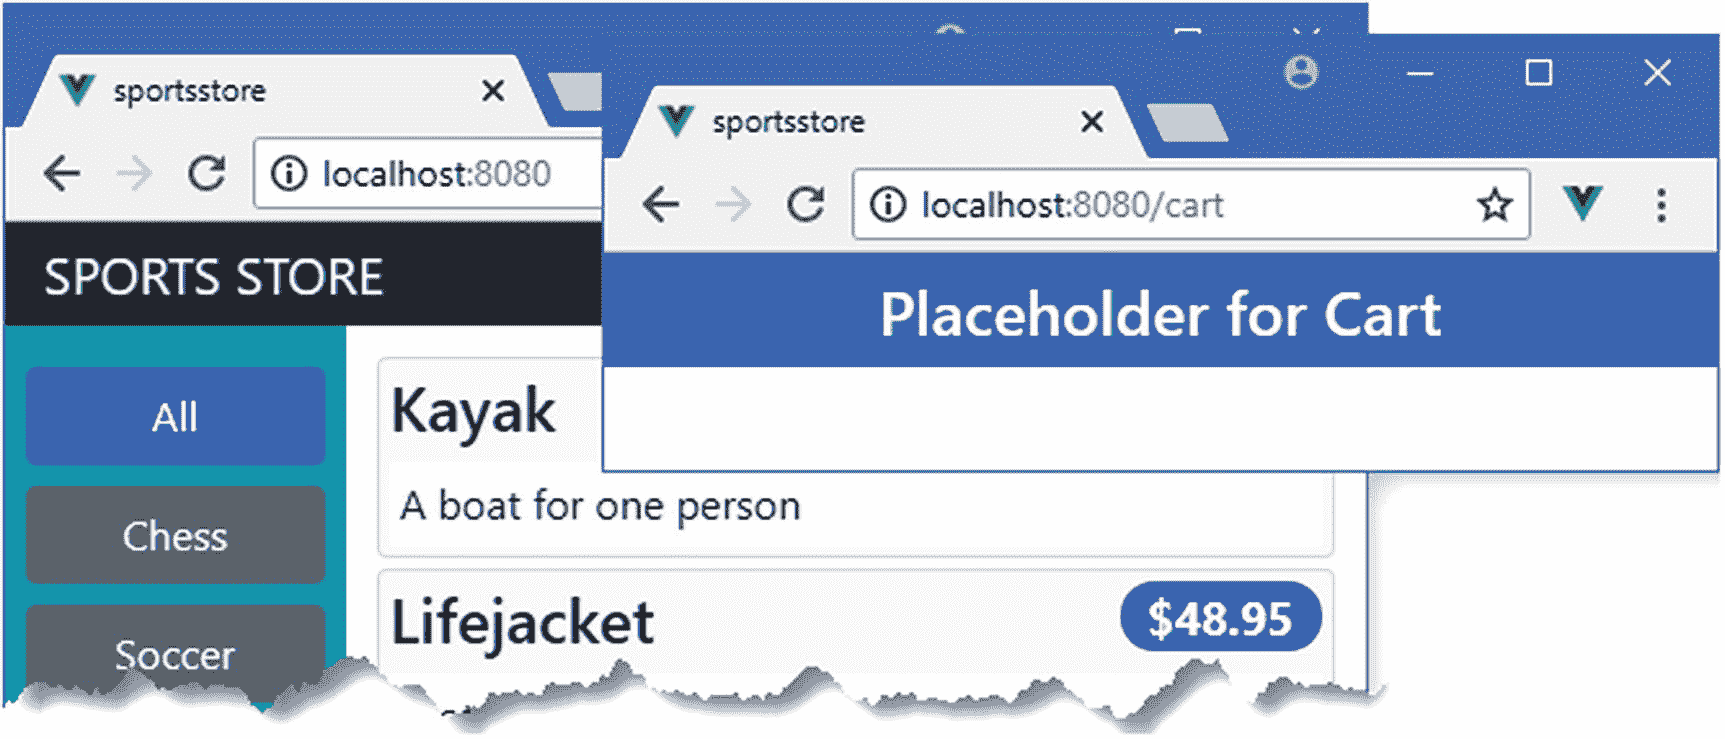 sportsstore
localhost:8080
SPORTS STORE
All
Chess
Soccer
Kayak
A boat for one person
Lifejacket
$48.95
sportsstore
localhost:8080/cart
Placeholder for Cart